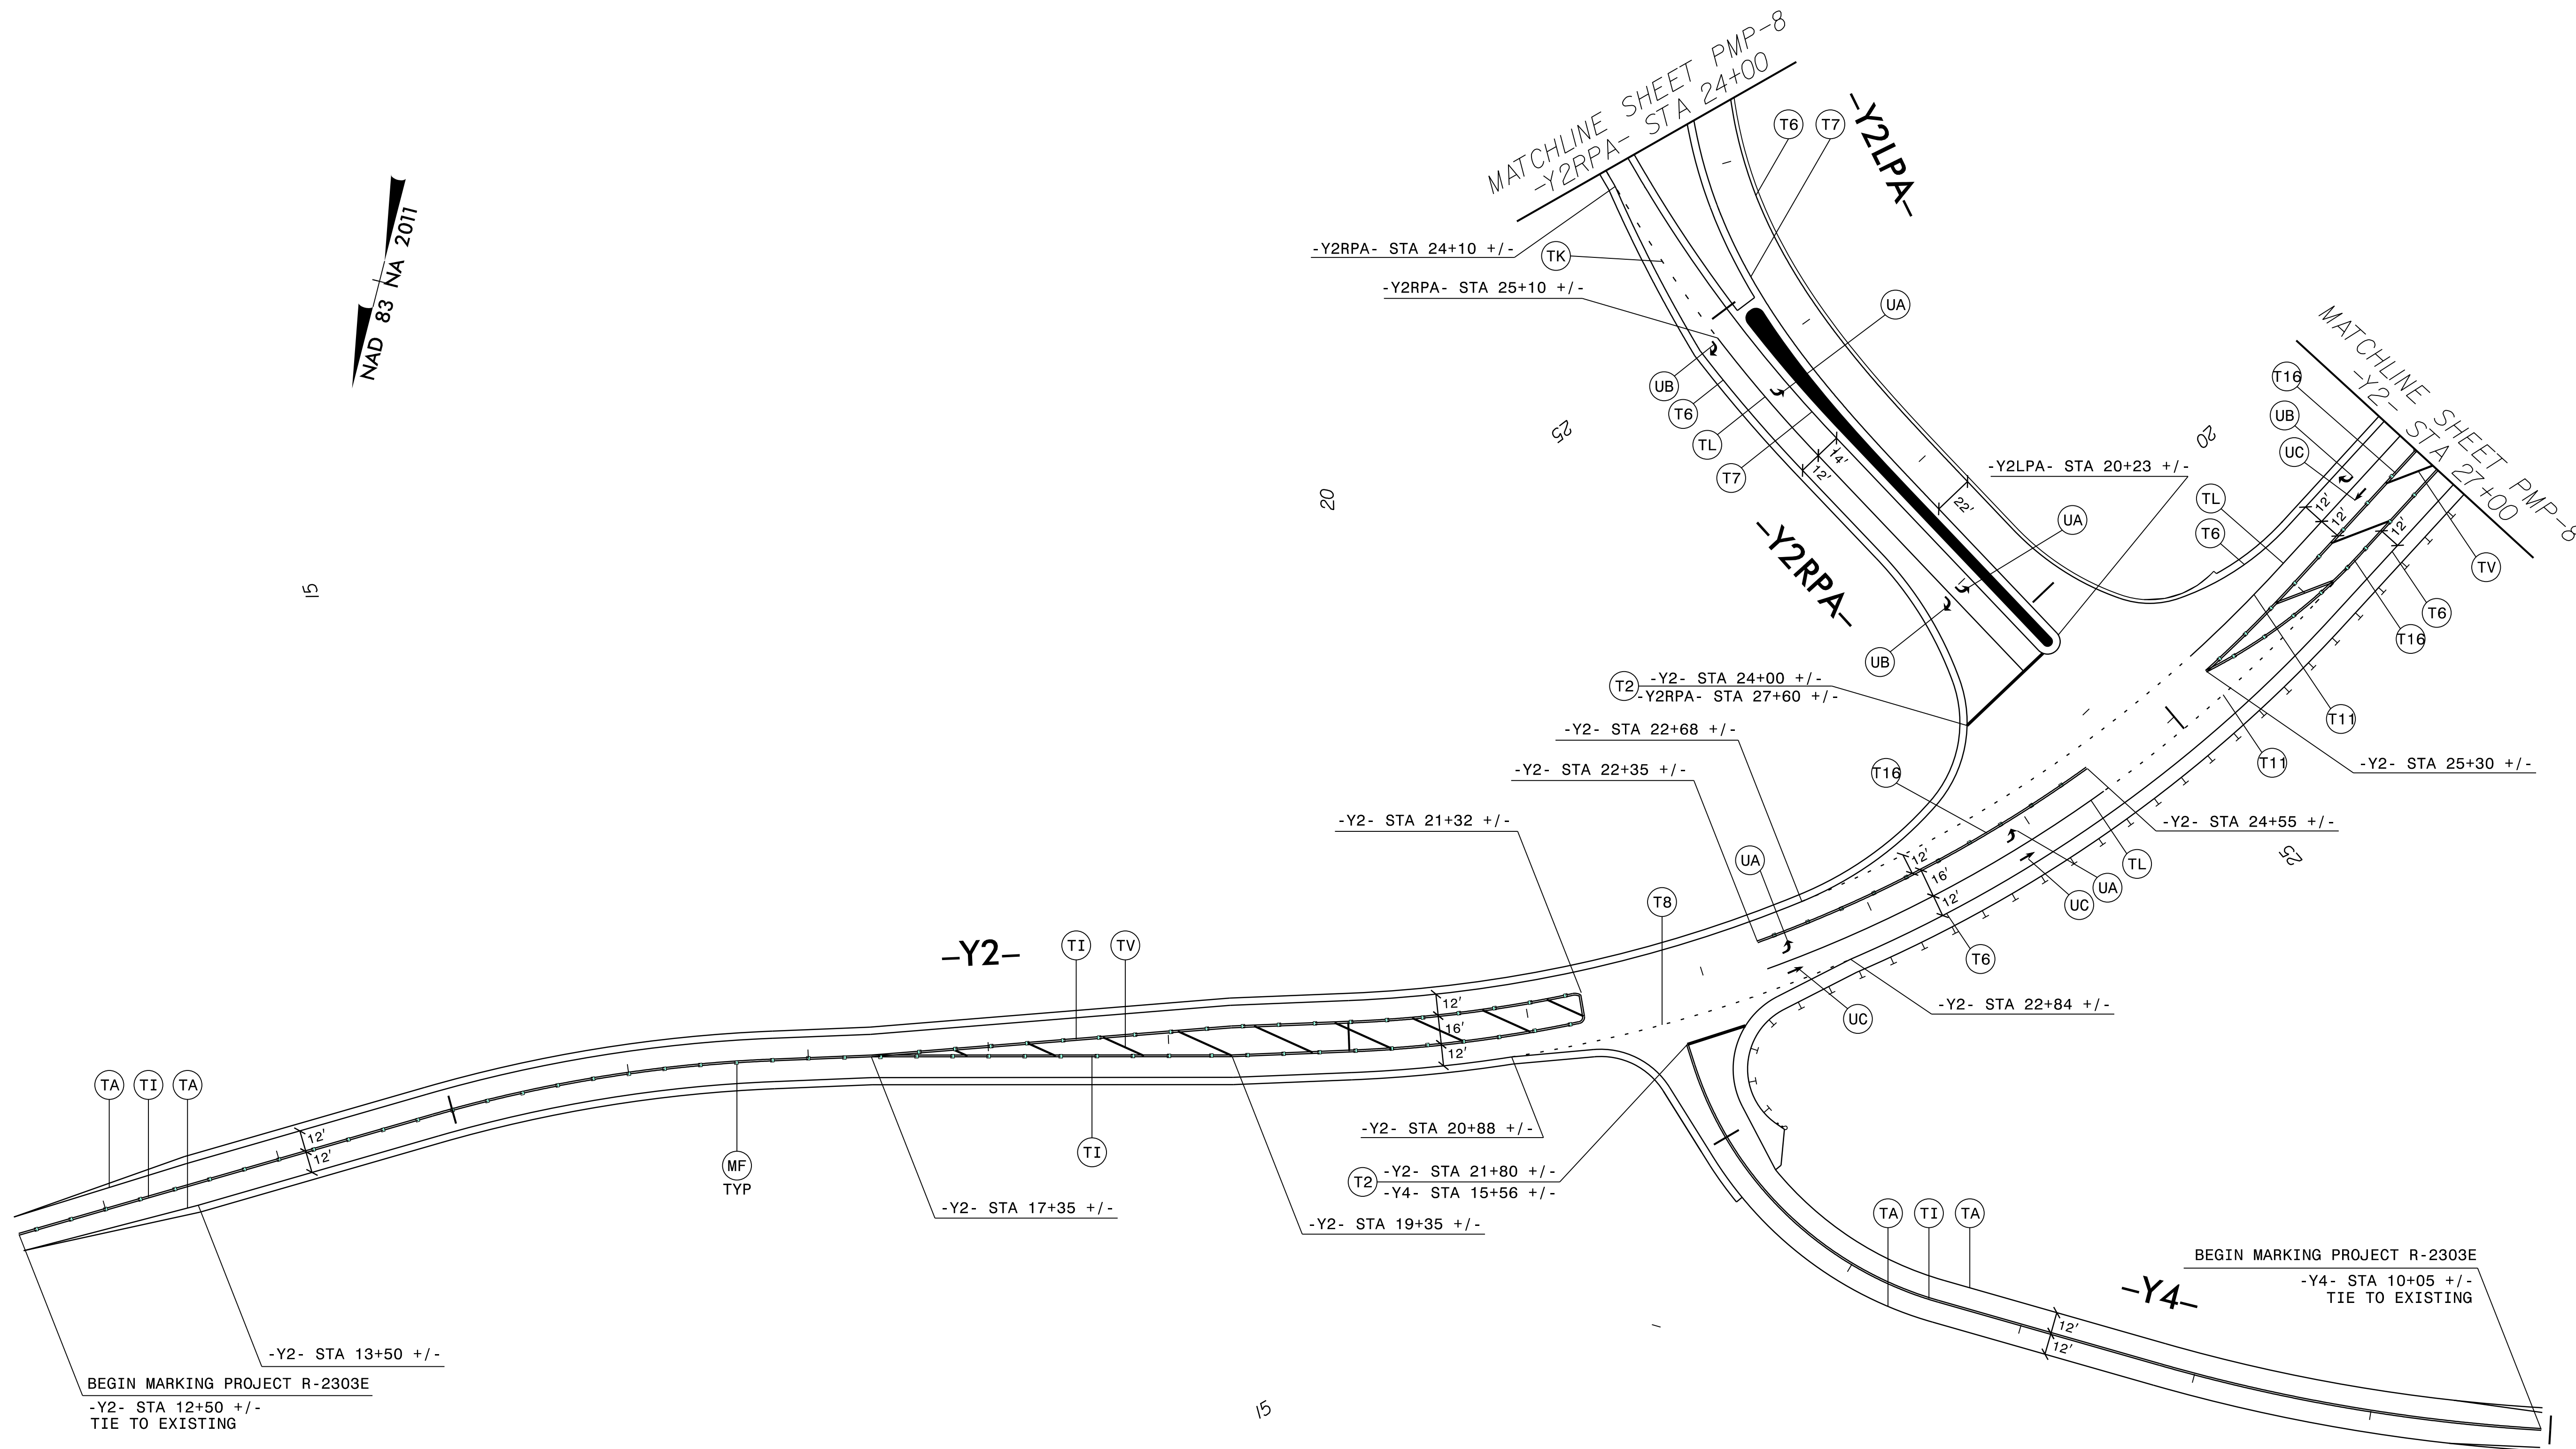 MATCHLINE SHEET PMP-8
-Y2RPA- STA 24+00
-Y2LPA-
T6
T7
NAD 83 NA 2011
-Y2RPA- STA 24+10 +/-
TK
-Y2RPA- STA 25+10 +/-
UA
UB
T6
TL
T7
14'
12'
22'
25
20
15
20
-Y2LPA- STA 20+23 +/-
MATCHLINE SHEET PMP-8
-Y2- STA 27+00
T16
UB
UC
TL
T6
12'
12'
12'
TV
T6
T16
UA
-Y2RPA-
UB
T2
-Y2- STA 24+00 +/-
-Y2RPA- STA 27+60 +/-
T11
T11
-Y2- STA 25+30 +/-
-Y2- STA 22+68 +/-
-Y2- STA 22+35 +/-
T16
-Y2- STA 21+32 +/-
-Y2- STA 24+55 +/-
25
UA
12'
16'
12'
TL
UA
UC
T8
T6
-Y2-
TI
TV
12'
16'
12'
-Y2- STA 22+84 +/-
UC
TA
TI
TA
12'
12'
MF
TYP
TI
-Y2- STA 20+88 +/-
T2
-Y2- STA 21+80 +/-
-Y4- STA 15+56 +/-
-Y2- STA 17+35 +/-
-Y2- STA 19+35 +/-
TA
TI
TA
-Y4-
12'
12'
BEGIN MARKING PROJECT R-2303E
-Y4- STA 10+05 +/-
TIE TO EXISTING
-Y2- STA 13+50 +/-
BEGIN MARKING PROJECT R-2303E
-Y2- STA 12+50 +/-
TIE TO EXISTING
15